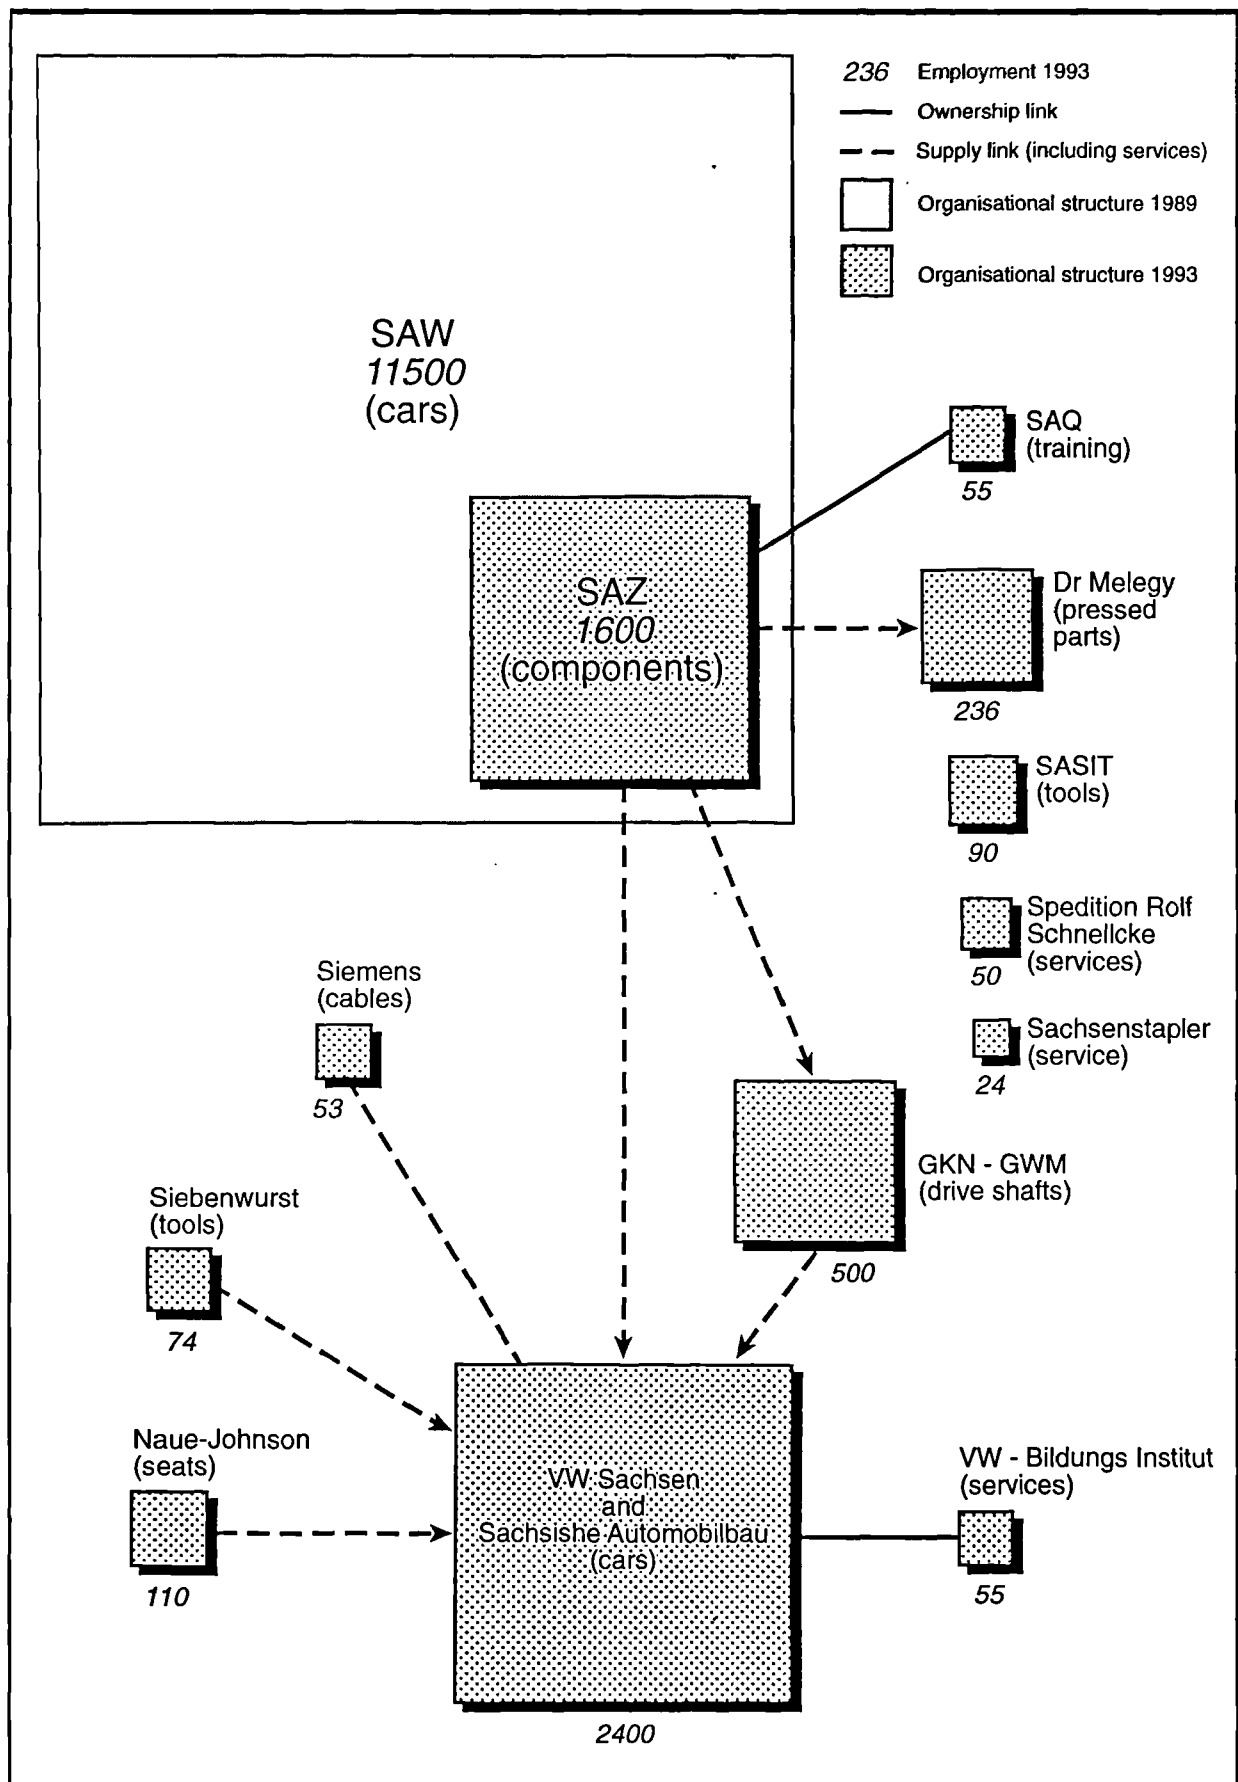 236 Employment 1993
Ownership link
Supply link (including services)
Organisational structure 1989
Organisational structure 1993
SAW
11500
(cars)
SAQ
(training)
55
SAZ
1600
(components)
Dr Melegy
(pressed
parts)
236
SASIT
(tools)
90
Spedition Rolf
Schnellcke
(services)
50
Siemens
(cables)
53
Sachsenstapler
(service)
24
GKN - GWM
(drive shafts)
500
Siebenwurst
(tools)
74
Naue-Johnson
(seats)
110
VW Sachsen
and
Sachsishe Automobilbau
(cars)
2400
VW - Bildungs Institut
(services)
55